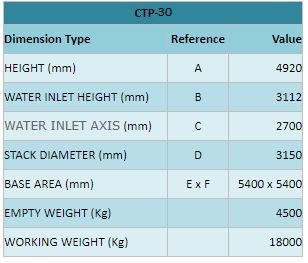 CTP-30
Dimension Type Reference Value
HEIGHT (mm) A 4920
WATER INLET HEIGHT (mm) B 3112
WATER INLET AXIS (mm) C 2700
STACK DIAMETER (mm) D 3150
BASE AREA (mm) E x F 5400 x 5400
EMPTY WEIGHT (Kg) 4500
WORKING WEIGHT (Kg) 18000